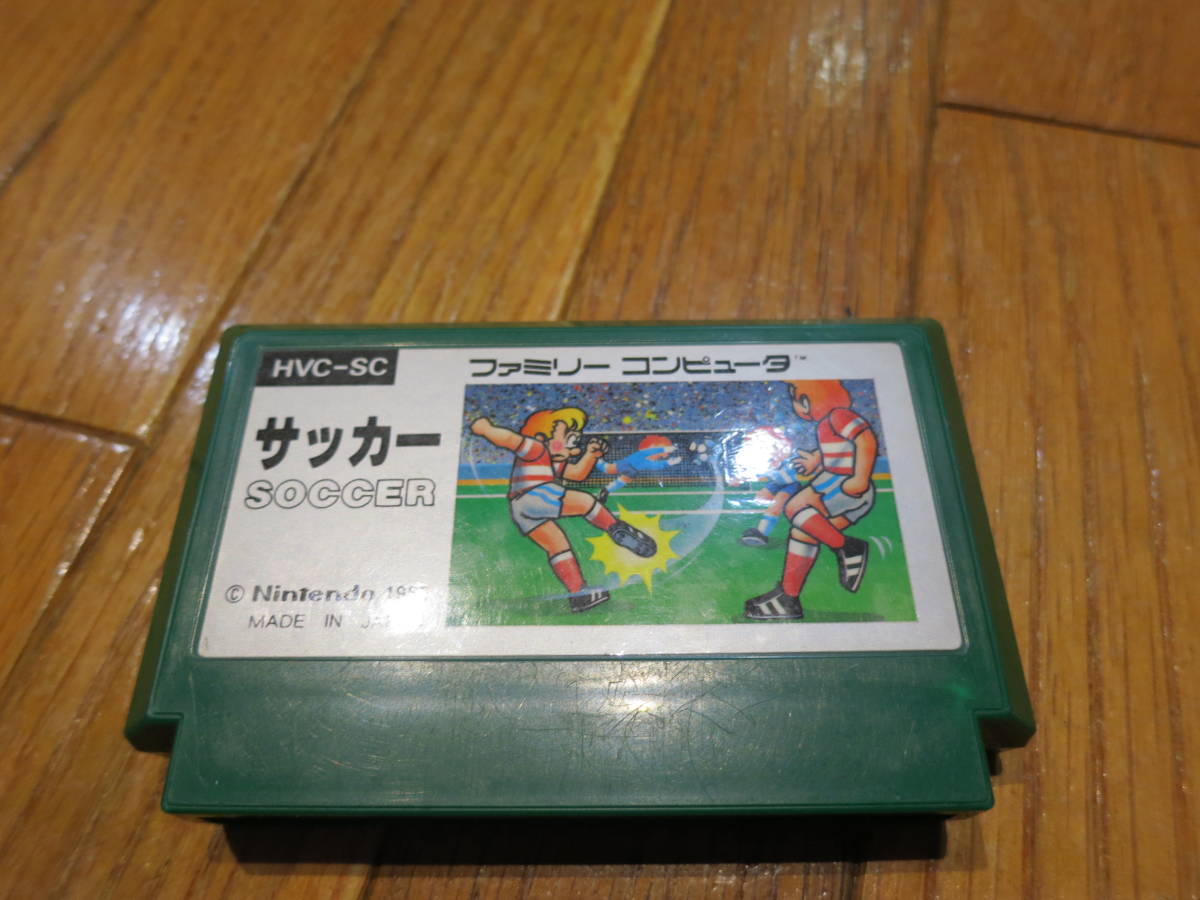 HVC-SC
ファミリー コンピュータ™
サッカー
SOCCER
© Nintendo
MADE IN